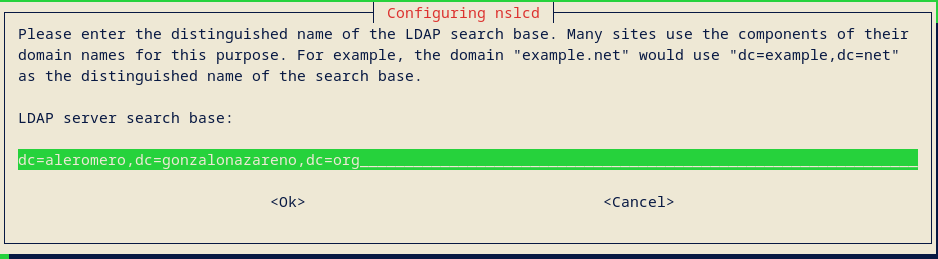 Configuring nslcd
Please enter the distinguished name of the LDAP search base. Many sites use the components of their
domain names for this purpose. For example, the domain "example.net" would use "dc=example,dc=net"
as the distinguished name of the search base.
LDAP server search base:
dc=aleromero,dc=gonzalonazareno,dc=org
<Ok> <Cancel>